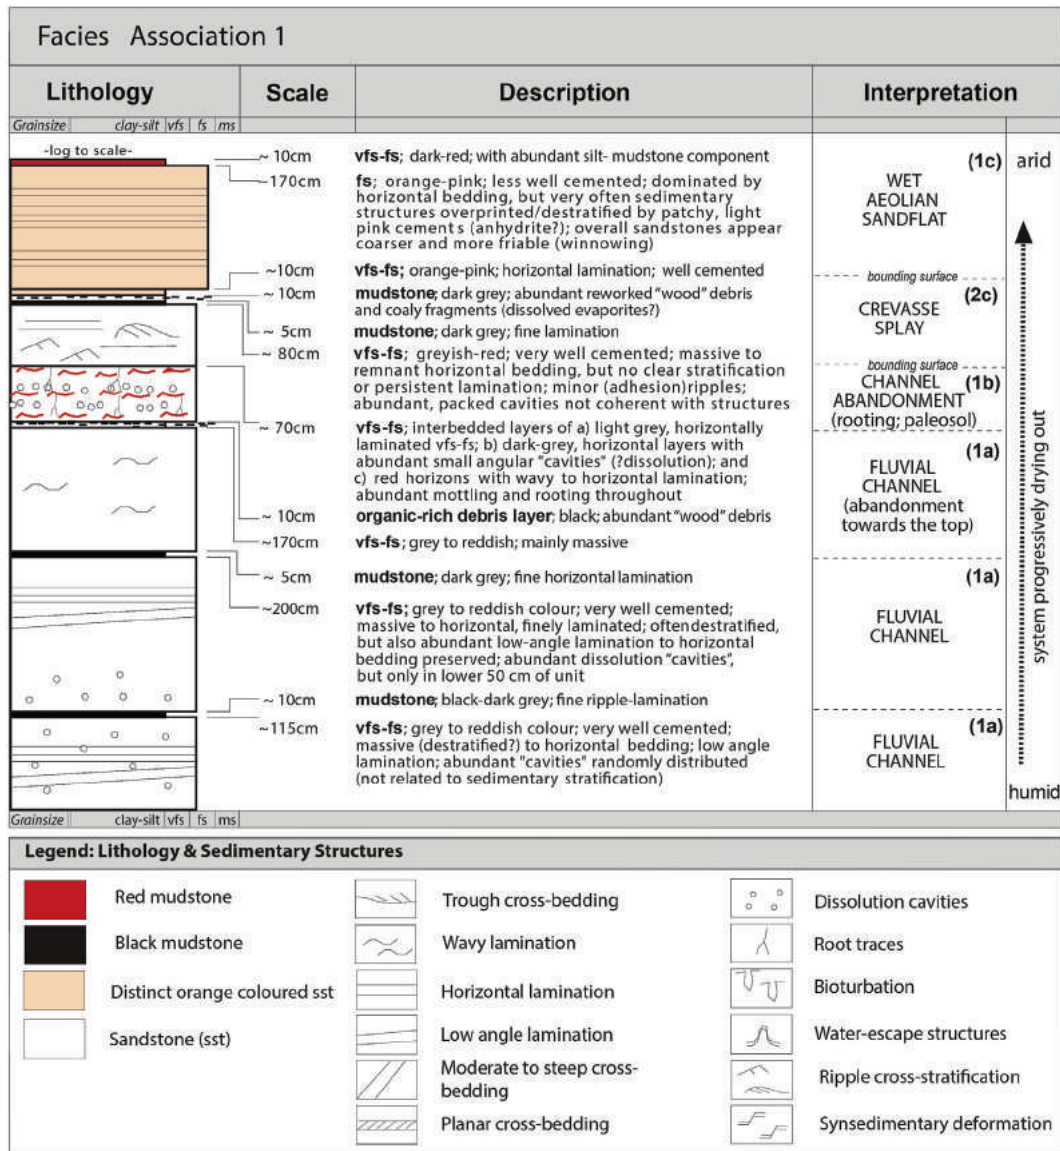 Facies Association 1
Lithology
Scale
Description
Interpretation
Grainsize clay-silt vfs fs ms
-log to scale-
~ 10cm vfs-fs; dark-red; with abundant silt- mudstone component
~170cm fs; orange-pink; less well cemented; dominated by
horizontal bedding, but very often sedimentary
structures overprinted/destratified by patchy, light
pink cements (anhydrite?); overall sandstones appear
coarser and more friable (winnowing)
~10cm vfs-fs; orange-pink; horizontal lamination; well cemented
~ 10cm mudstone; dark grey; abundant reworked "wood" debris
and coaly fragments (dissolved evaporites?)
~ 5cm mudstone; dark grey; fine lamination
~ 80cm vfs-fs; greyish-red; very well cemented; massive to
remnant horizontal bedding, but no clear stratification
or persistent lamination; minor (adhesion)ripples;
abundant, packed cavities not coherent with structures
~ 70cm vfs-fs; interbedded layers of a) light grey, horizontally
laminated vfs-fs; b) dark-grey, horizontal layers with
abundant small angular "cavities" (?dissolution); and
c) red horizons with wavy to horizontal lamination;
abundant mottling and rooting throughout
~ 10cm organic-rich debris layer; black; abundant "wood" debris
~170cm vfs-fs; grey to reddish; mainly massive
~ 5cm mudstone; dark grey; fine horizontal lamination
~200cm vfs-fs; grey to reddish colour; very well cemented;
massive to horizontal, finely laminated; oftendestratified,
but also abundant low-angle lamination to horizontal
bedding preserved; abundant dissolution "cavities",
but only in lower 50 cm of unit
~ 10cm mudstone; black-dark grey; fine ripple-lamination
~115cm vfs-fs; grey to reddish colour; very well cemented;
massive (destratified?) to horizontal bedding; low angle
lamination; abundant "cavities" randomly distributed
(not related to sedimentary stratification)
(1c)
WET
AEOLIAN
SANDFLAT
bounding surface
(2c)
CREVASSE
SPLAY
bounding surface
CHANNEL
(1b)
ABANDONMENT
(rooting; paleosol)
(1a)
FLUVIAL
CHANNEL
(abandonment
towards the top)
(1a)
FLUVIAL
CHANNEL
(1a)
FLUVIAL
CHANNEL
arid
system progressively drying out
humid
Grainsize clay-silt vfs fs ms
Legend: Lithology & Sedimentary Structures
Red mudstone
Black mudstone
Distinct orange coloured sst
Sandstone (sst)
Trough cross-bedding
Wavy lamination
Horizontal lamination
Low angle lamination
Moderate to steep cross-
bedding
Planar cross-bedding
Dissolution cavities
Root traces
Bioturbation
Water-escape structures
Ripple cross-stratification
Synsedimentary deformation